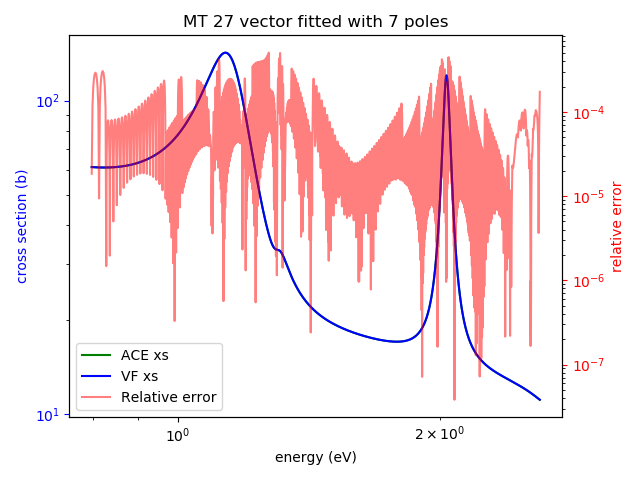 MT 27 vector fitted with 7 poles
10²
10¹
cross section (b)
10⁻⁴
10⁻⁵
10⁻⁶
10⁻⁷
relative error
ACE xs
VF xs
Relative error
10⁰
2 × 10⁰
energy (eV)